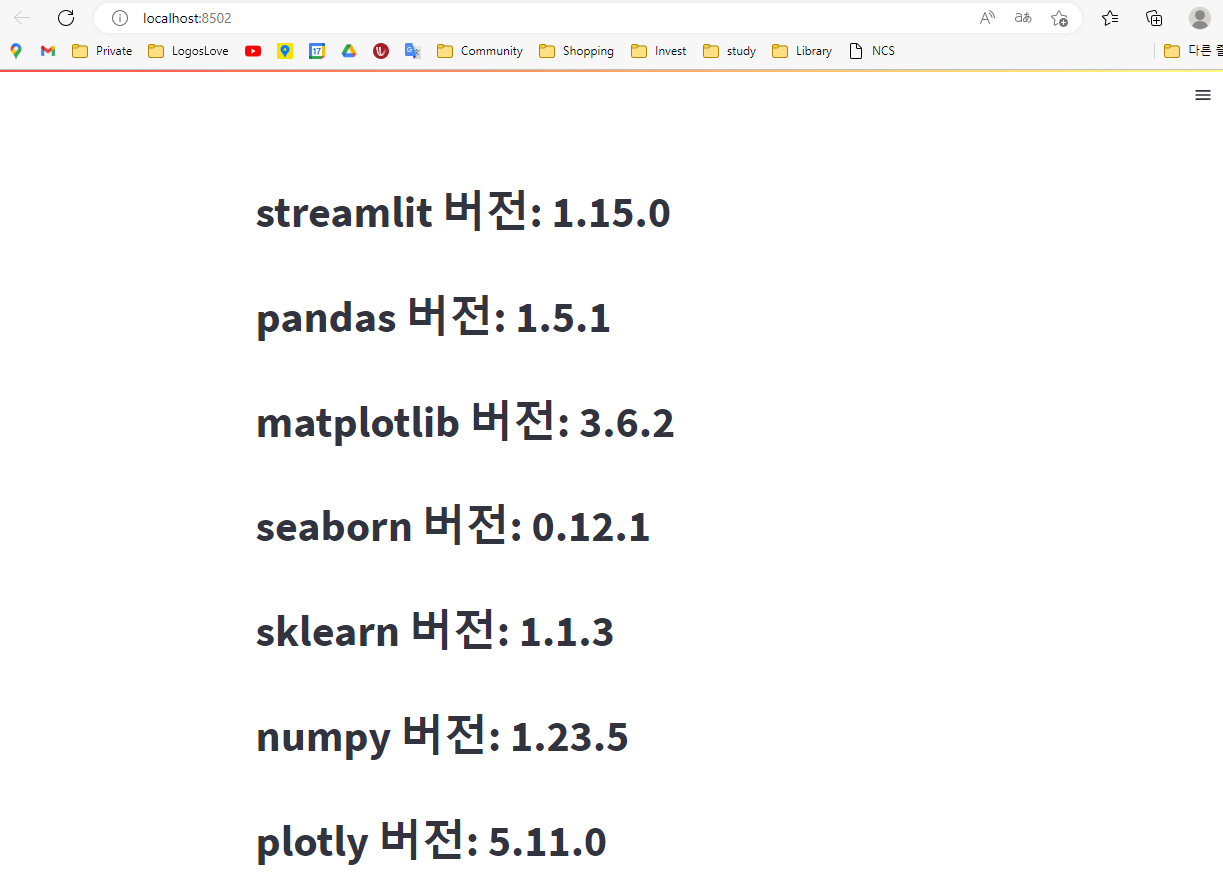 localhost:8502
Private LogosLove Community Shopping Invest study Library NCS 다른
streamlit 버전: 1.15.0
pandas 버전: 1.5.1
matplotlib 버전: 3.6.2
seaborn 버전: 0.12.1
sklearn 버전: 1.1.3
numpy 버전: 1.23.5
plotly 버전: 5.11.0